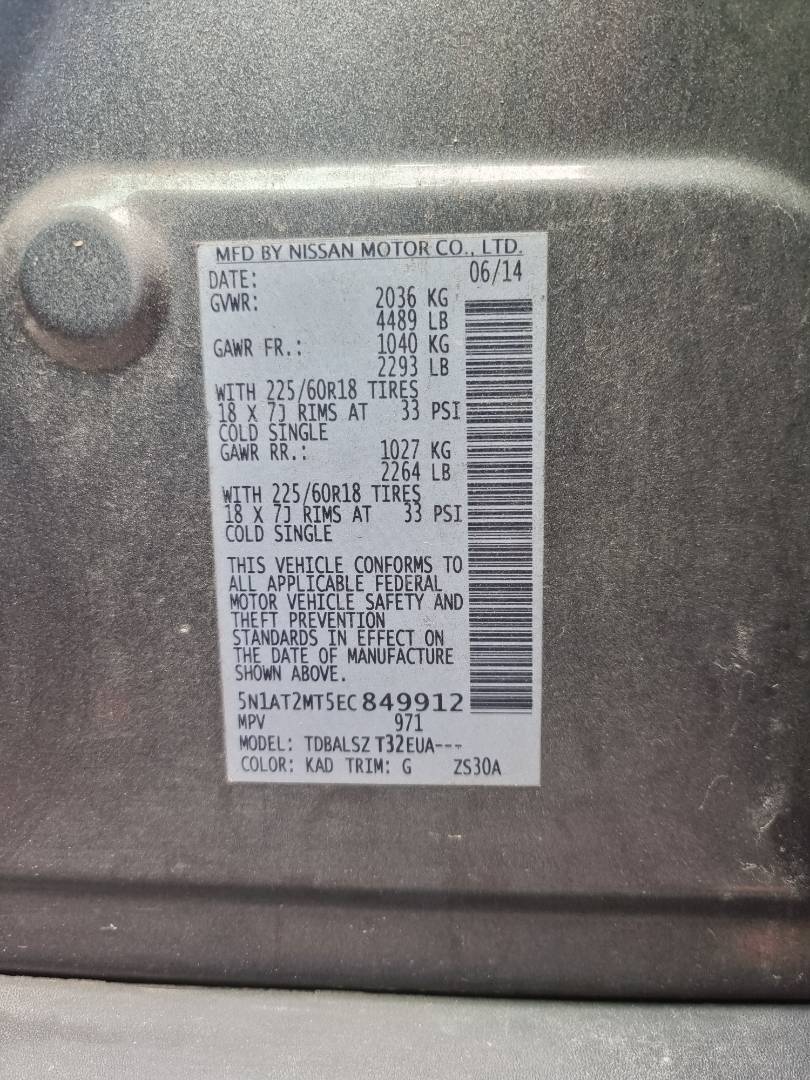 MFD BY NISSAN MOTOR CO., LTD.
DATE: 06/14
GVWR: 2036 KG
4489 LB
GAWR FR.: 1040 KG
2293 LB
WITH 225/60R18 TIRES
18 X 7J RIMS AT 33 PSI
COLD SINGLE
GAWR RR.: 1027 KG
2264 LB
WITH 225/60R18 TIRES
18 X 7J RIMS AT 33 PSI
COLD SINGLE
THIS VEHICLE CONFORMS TO
ALL APPLICABLE FEDERAL
MOTOR VEHICLE SAFETY AND
THEFT PREVENTION
STANDARDS IN EFFECT ON
THE DATE OF MANUFACTURE
SHOWN ABOVE.
5N1AT2MT5EC849912
MPV 971
MODEL: TDBALSZ T32EUA---
COLOR: KAD TRIM: G ZS30A